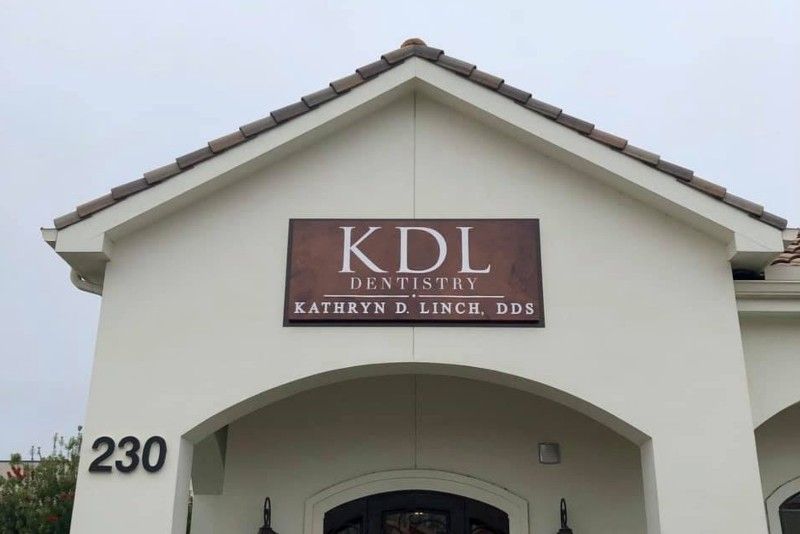 KDL
DENTISTRY
KATHRYN D. LINCH, DDS
230